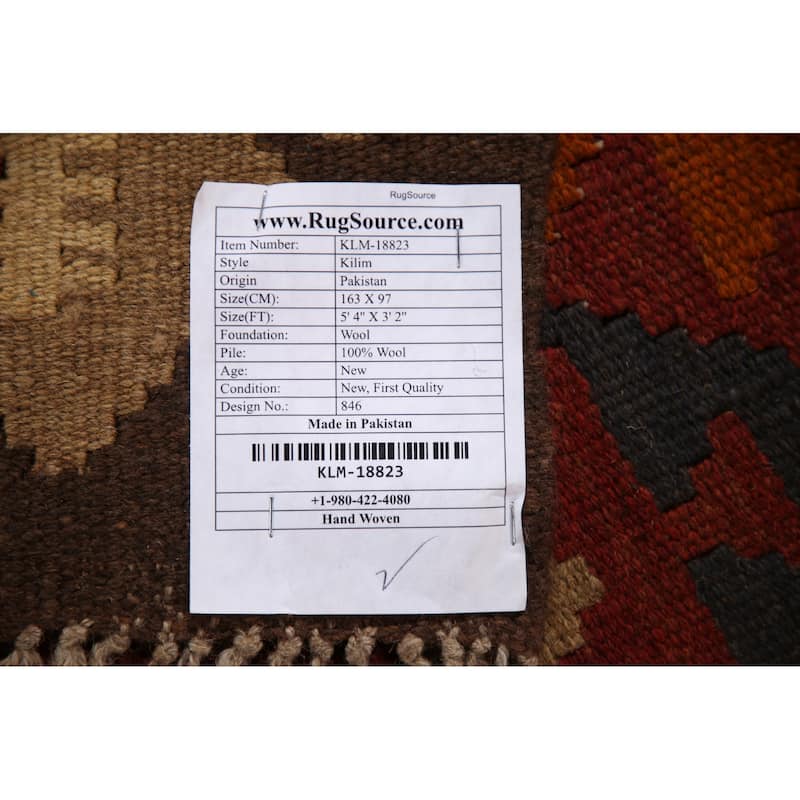 RugSource
www.RugSource.com
Item Number: KLM-18823
Style Kilim
Origin Pakistan
Size(CM): 163 X 97
Size(FT): 5' 4" X 3' 2"
Foundation: Wool
Pile: 100% Wool
Age: New
Condition: New, First Quality
Design No.: 846
Made in Pakistan
KLM-18823
+1-980-422-4080
Hand Woven